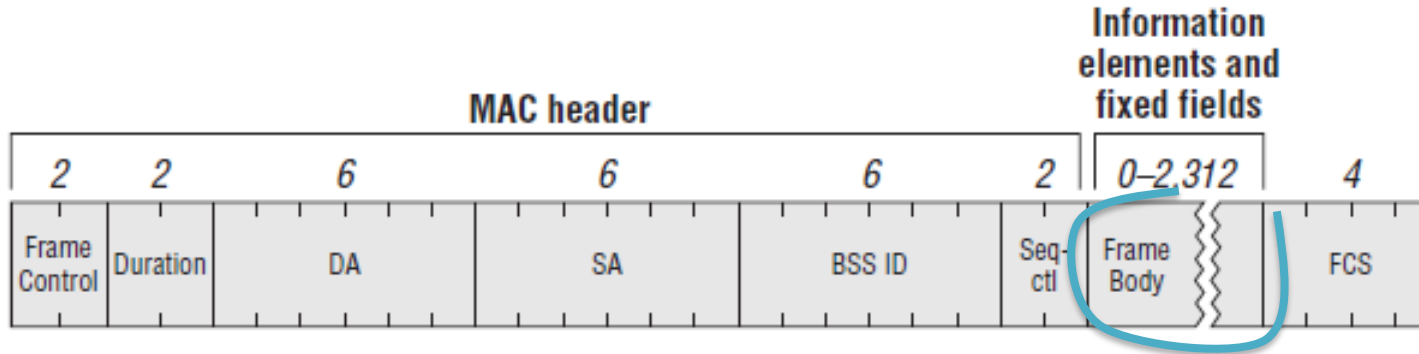 Information
elements and
fixed fields
MAC header
2 2 6 6 6 2 0–2,312 4
Frame Control Duration DA SA BSS ID Seq-ctl Frame Body FCS